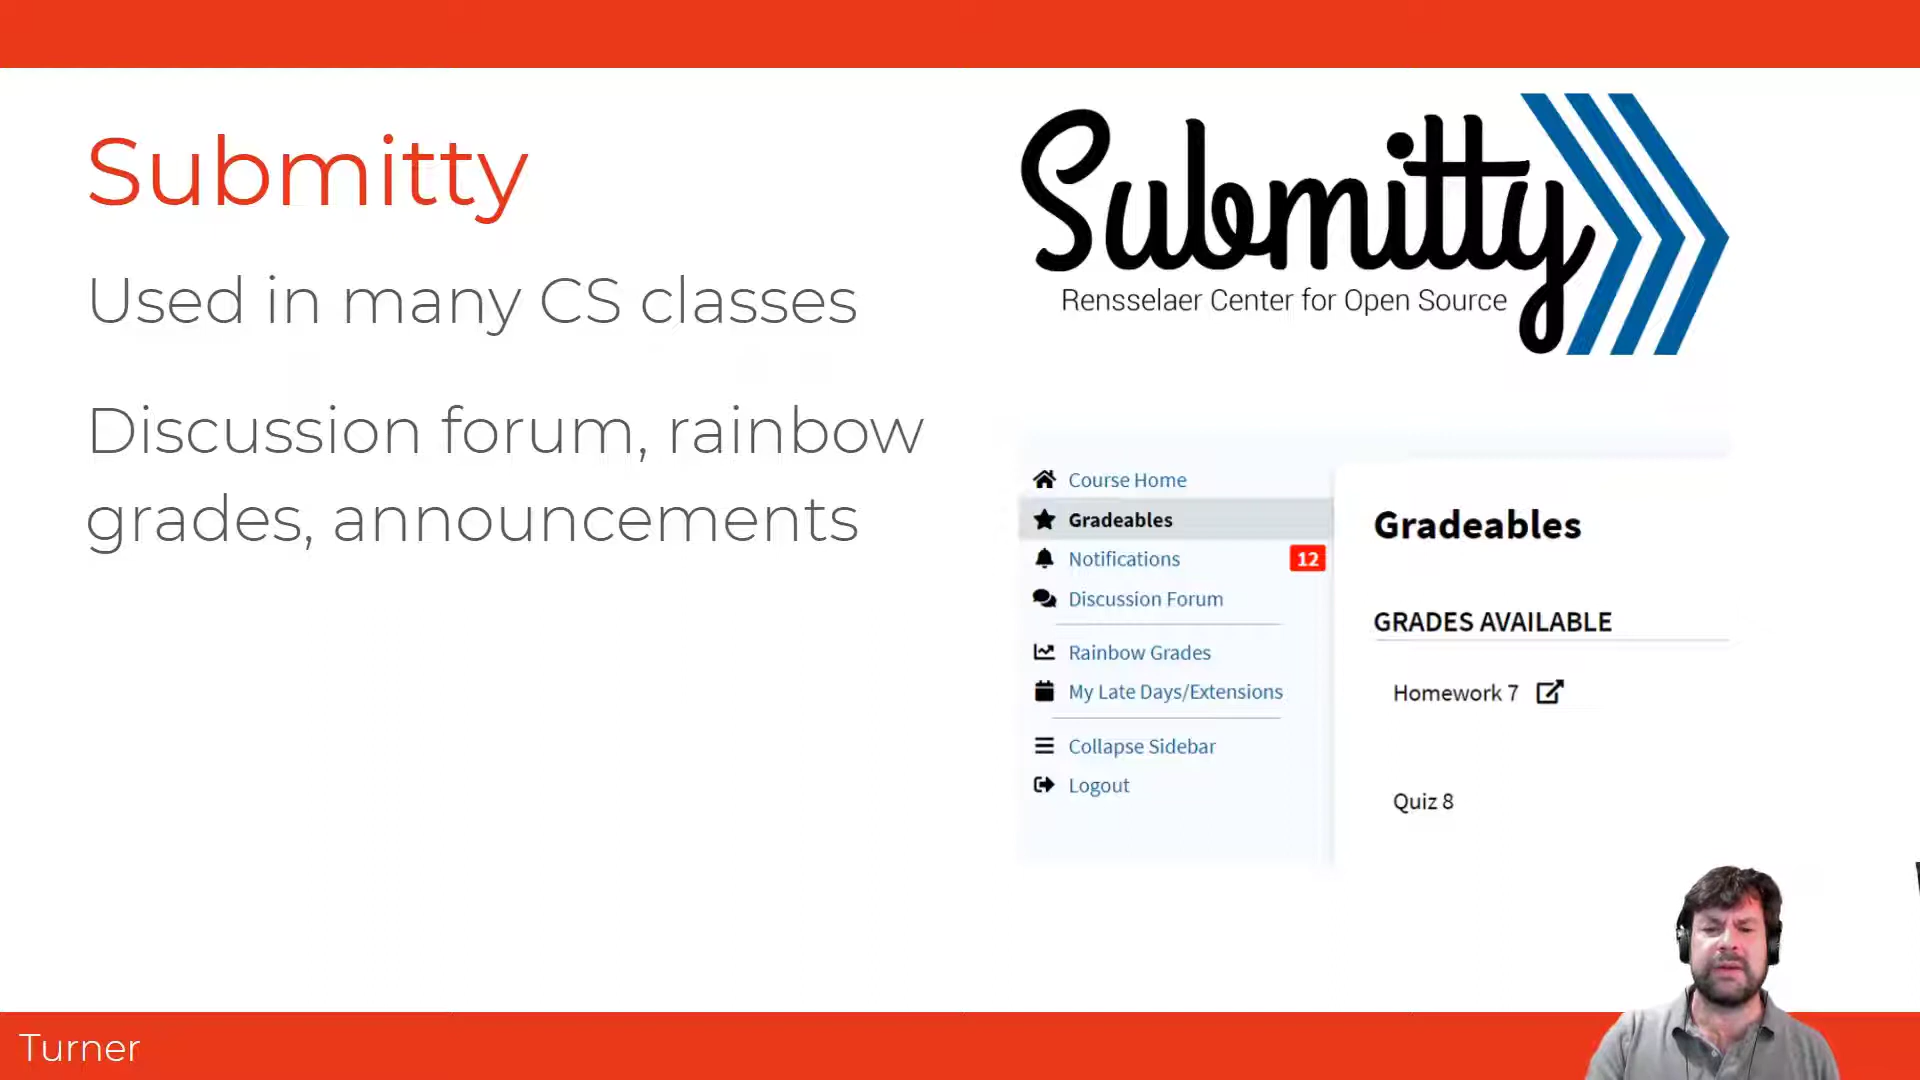 Submitty
Used in many CS classes
Discussion forum, rainbow
grades, announcements
Submitty
Rensselaer Center for Open Source
Course Home
Gradeables
Notifications 12
Discussion Forum
Rainbow Grades
My Late Days/Extensions
Collapse Sidebar
Logout
Gradeables
GRADES AVAILABLE
Homework 7
Quiz 8
Turner